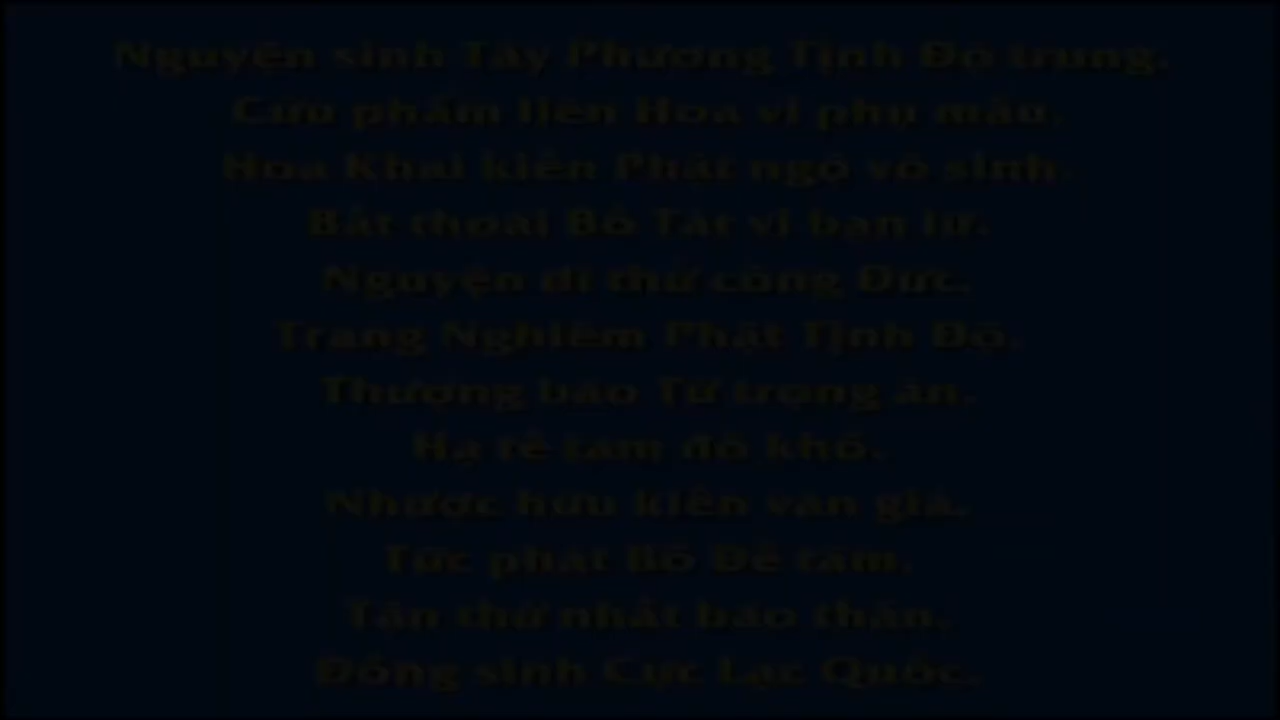 Nguyện sinh Tây Phương Tịnh Độ trung.
Cửu phẩm liên Hoa vi phụ mẫu.
Hoa Khai kiến Phật ngộ vô sinh.
Bất thoái Bồ Tát vi bạn lữ.
Nguyện dĩ thử công Đức.
Trang Nghiêm Phật Tịnh Độ.
Thượng báo Tứ trọng ân.
Hạ tế tam đồ khổ.
Nhược hữu kiến văn giả.
Tức phát Bồ Đề tâm.
Tận thử nhất báo thân.
Đồng sinh Cực Lạc Quốc.